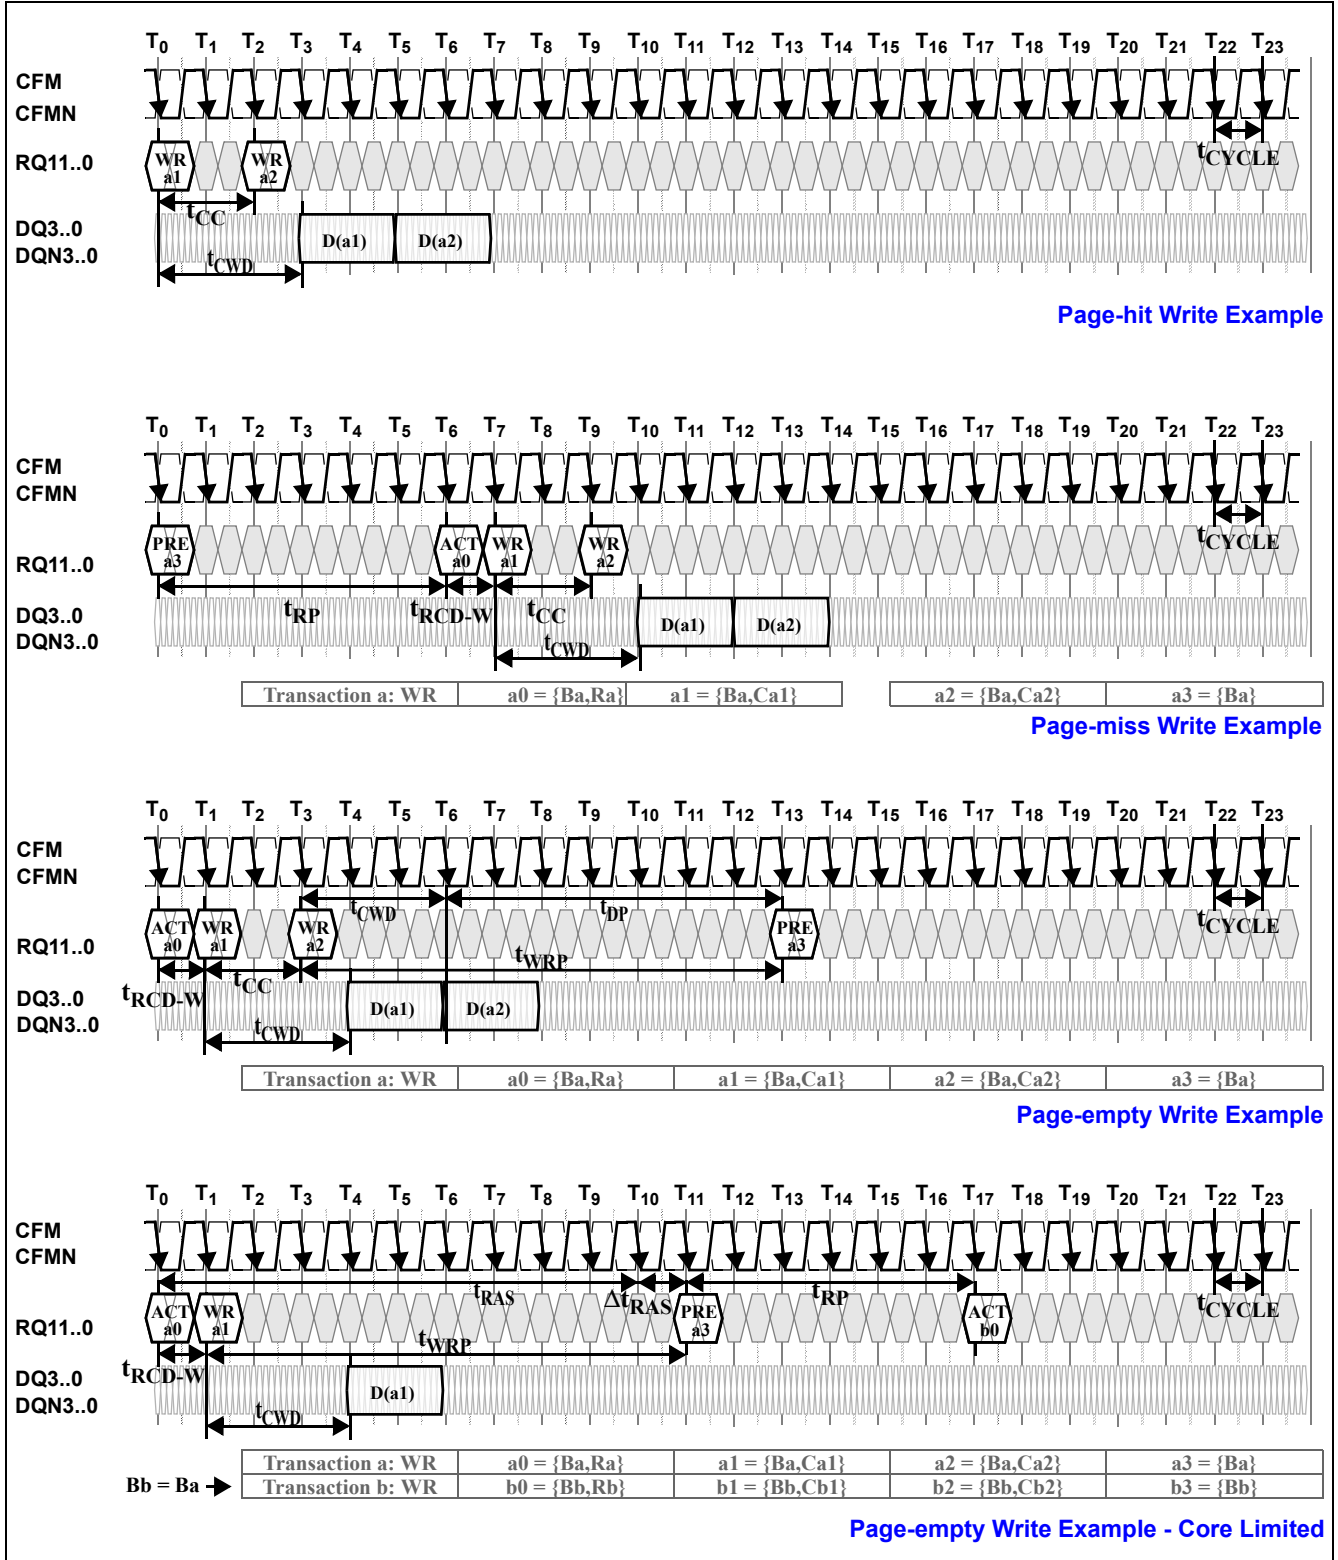 T0 T1 T2 T3 T4 T5 T6 T7 T8 T9 T10 T11 T12 T13 T14 T15 T16 T17 T18 T19 T20 T21 T22 T23
CFM
CFMN
RQ11..0
WR a1
WR a2
tCYCLE
tCC
DQ3..0
DQN3..0
D(a1)
D(a2)
tCWD
Page-hit Write Example
T0 T1 T2 T3 T4 T5 T6 T7 T8 T9 T10 T11 T12 T13 T14 T15 T16 T17 T18 T19 T20 T21 T22 T23
CFM
CFMN
RQ11..0
PRE a3
ACT a0
WR a1
WR a2
tCYCLE
tRP
tRCD-W
tCC
DQ3..0
DQN3..0
D(a1)
D(a2)
tCWD
Transaction a: WR a0 = {Ba,Ra} a1 = {Ba,Ca1} a2 = {Ba,Ca2} a3 = {Ba}
Page-miss Write Example
T0 T1 T2 T3 T4 T5 T6 T7 T8 T9 T10 T11 T12 T13 T14 T15 T16 T17 T18 T19 T20 T21 T22 T23
CFM
CFMN
tCWD
tDP
RQ11..0
ACT a0
WR a1
WR a2
PRE a3
tCYCLE
tWRP
tRCD-W
tCC
DQ3..0
DQN3..0
D(a1)
D(a2)
tCWD
Transaction a: WR a0 = {Ba,Ra} a1 = {Ba,Ca1} a2 = {Ba,Ca2} a3 = {Ba}
Page-empty Write Example
T0 T1 T2 T3 T4 T5 T6 T7 T8 T9 T10 T11 T12 T13 T14 T15 T16 T17 T18 T19 T20 T21 T22 T23
CFM
CFMN
tRAS
ΔtRAS
tRP
RQ11..0
ACT a0
WR a1
PRE a3
ACT b0
tCYCLE
tWRP
tRCD-W
DQ3..0
DQN3..0
D(a1)
tCWD
Transaction a: WR a0 = {Ba,Ra} a1 = {Ba,Ca1} a2 = {Ba,Ca2} a3 = {Ba}
Bb = Ba Transaction b: WR b0 = {Bb,Rb} b1 = {Bb,Cb1} b2 = {Bb,Cb2} b3 = {Bb}
Page-empty Write Example - Core Limited